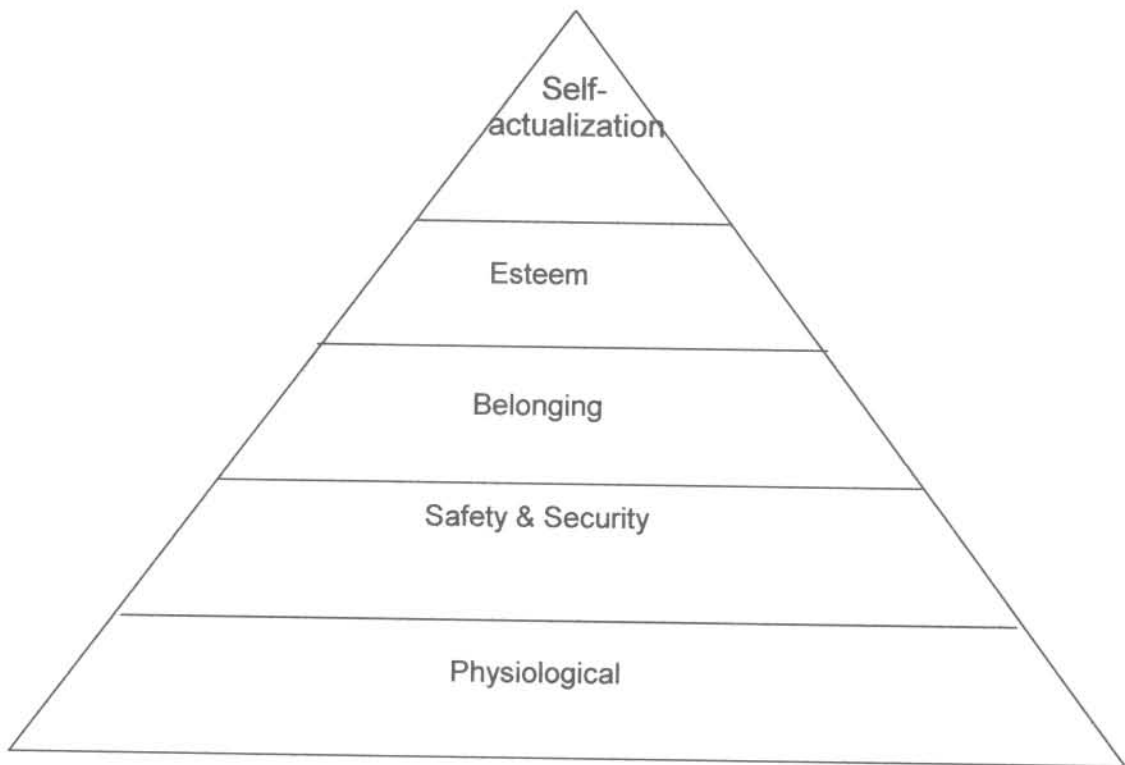 Self-
actualization
Esteem
Belonging
Safety & Security
Physiological